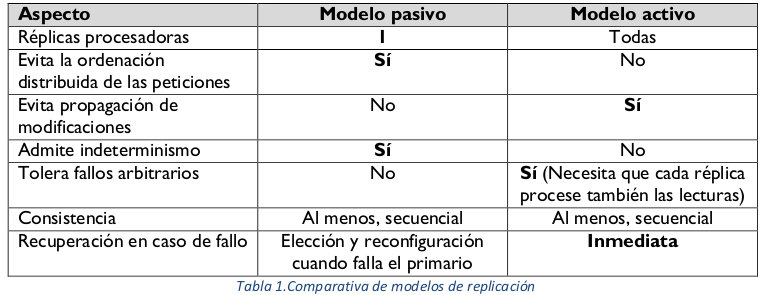 Aspecto Modelo pasivo Modelo activo
Réplicas procesadoras 1 Todas
Evita la ordenación Sí No
distribuida de las peticiones
Evita propagación de No Sí
modificaciones
Admite indeterminismo Sí No
Tolera fallos arbitrarios No Sí (Necesita que cada réplica
procese también las lecturas)
Consistencia Al menos, secuencial Al menos, secuencial
Recuperación en caso de fallo Elección y reconfiguración Inmediata
cuando falla el primario
Tabla 1.Comparativa de modelos de replicación